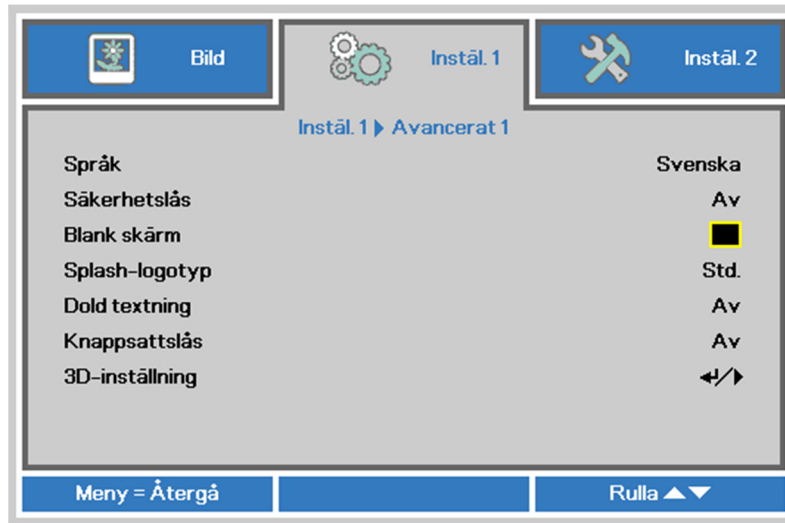 Bild
Instäl. 1
Instäl. 2
Instäl. 1 ▶ Avancerat 1
Språk Svenska
Säkerhetslås Av
Blank skärm
Splash-logotyp Std.
Dold textning Av
Knappsattslås Av
3D-inställning ↵/▶
Meny = Återgå
Rulla ▲▼